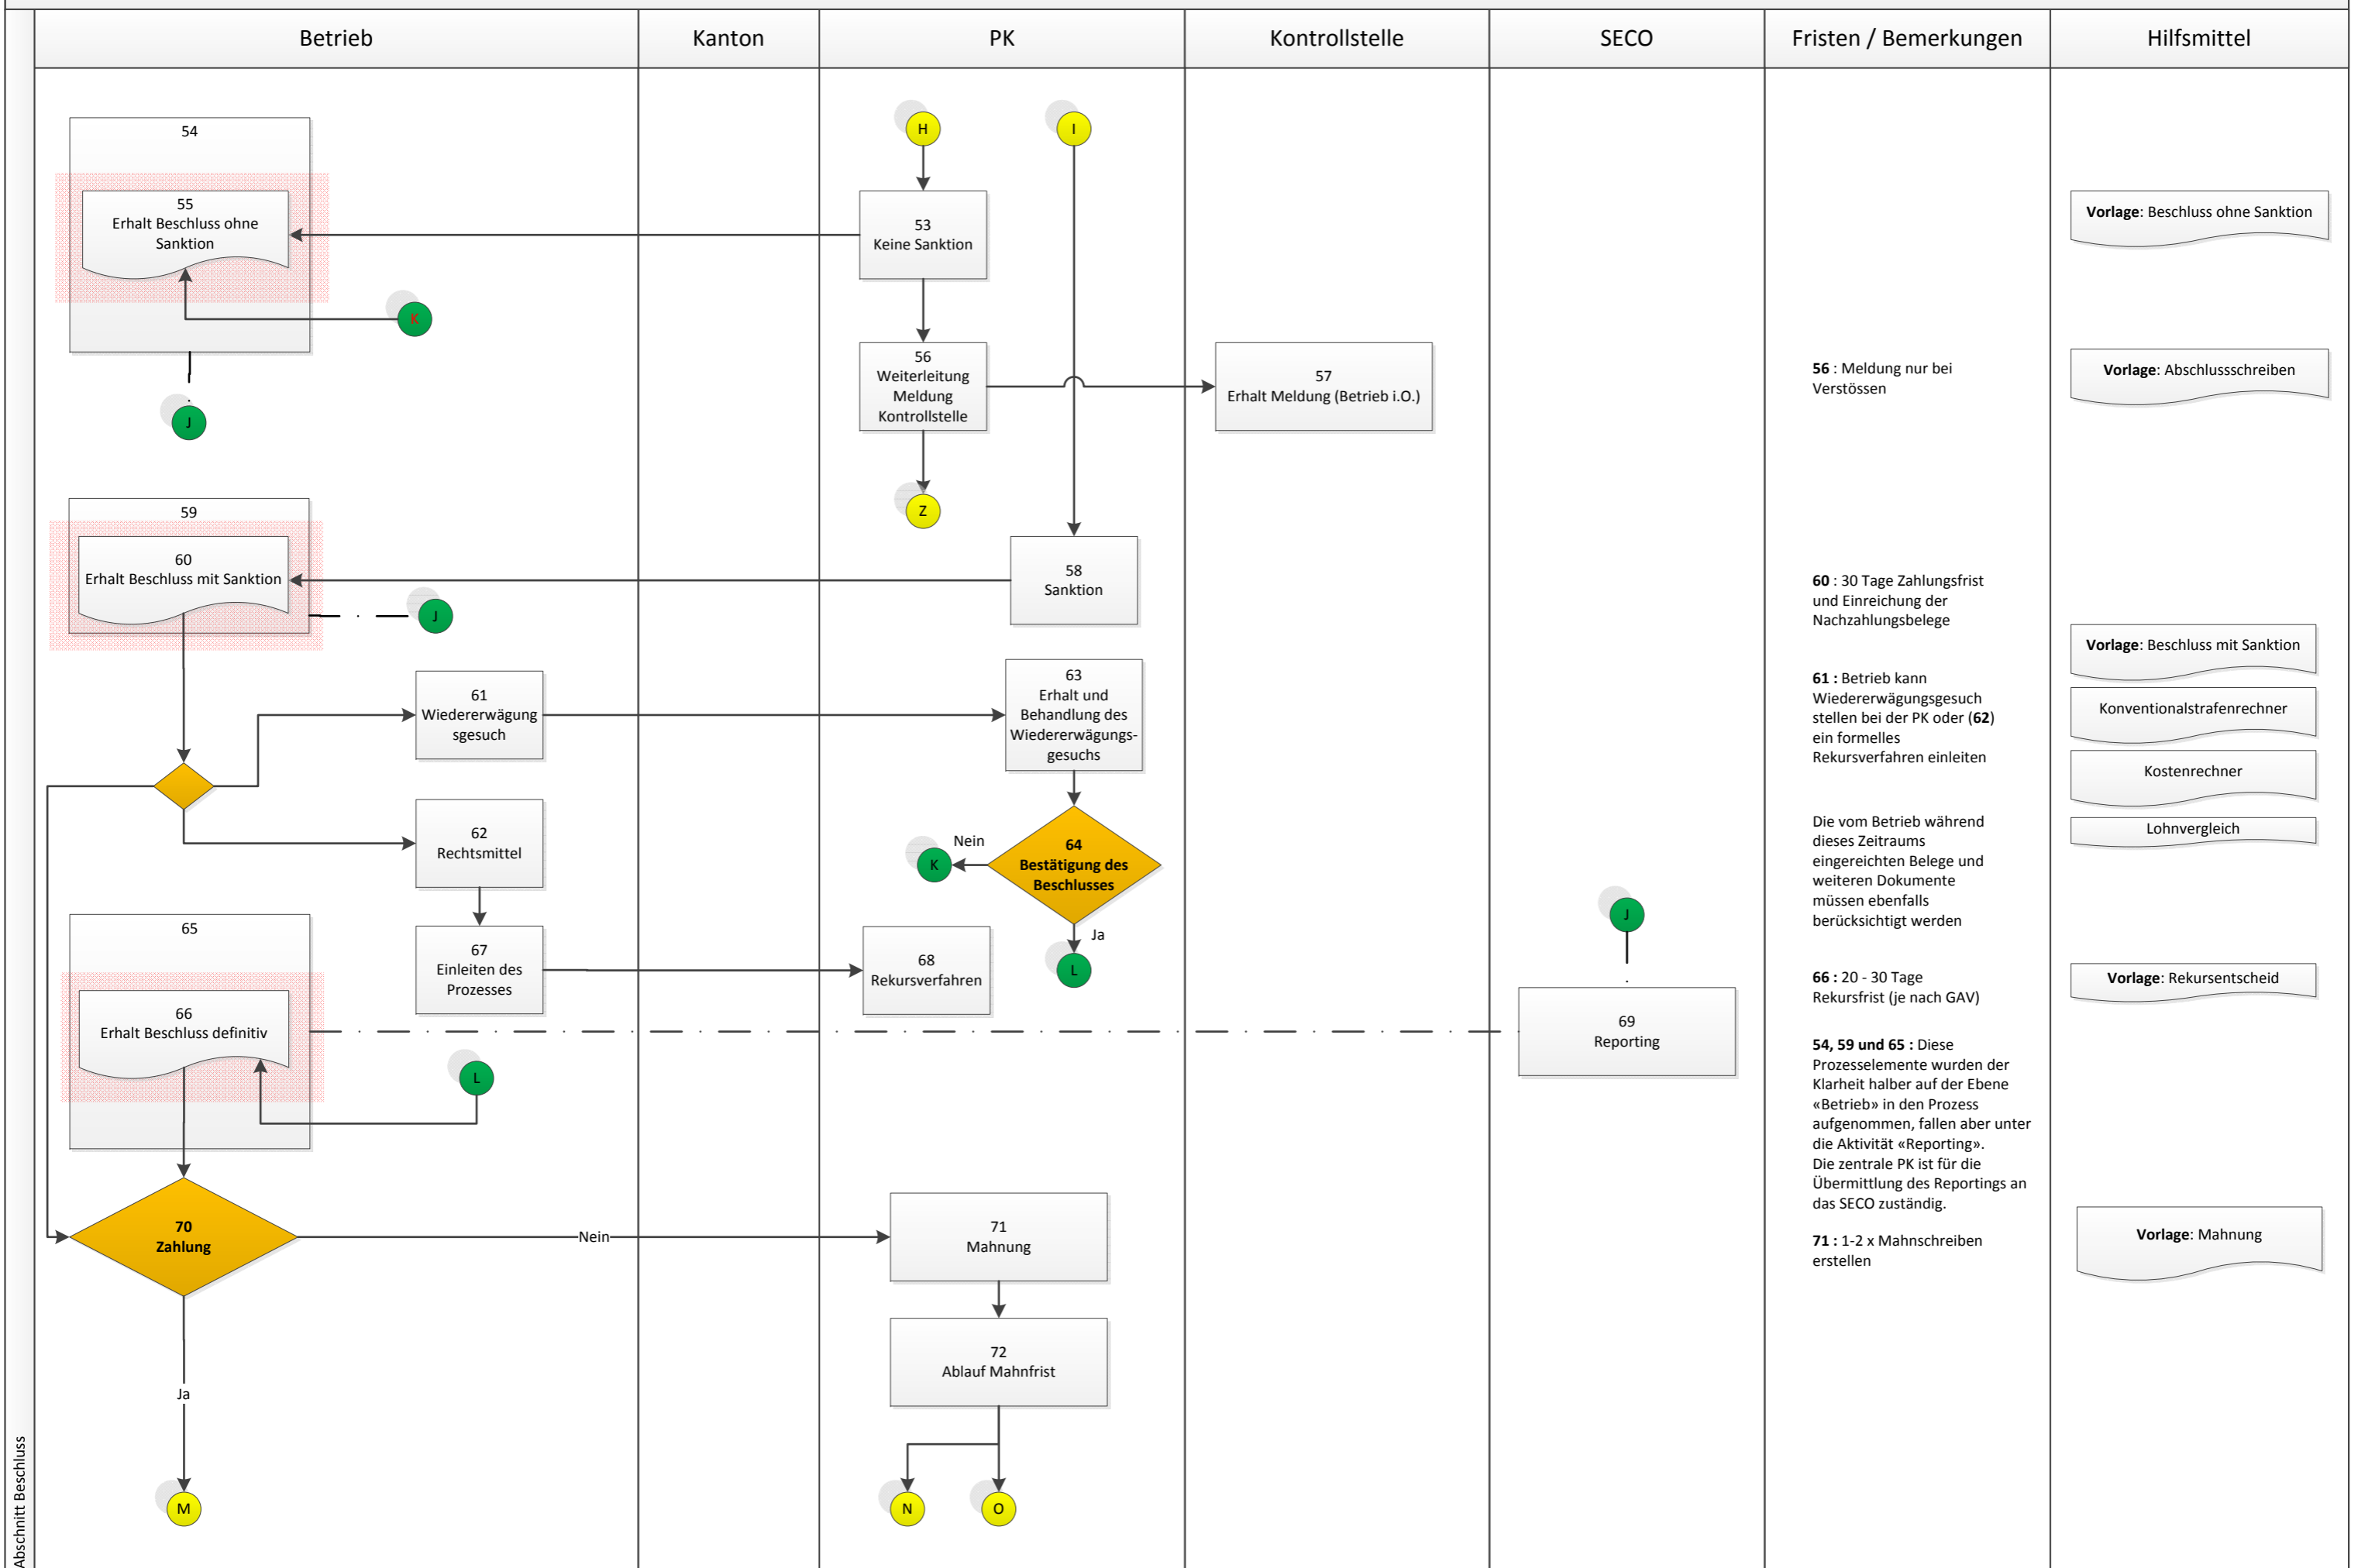 Betrieb
Kanton
PK
Kontrollstelle
SECO
Fristen / Bemerkungen
Hilfsmittel
Abschnitt Beschluss
H
I
54
55
Erhalt Beschluss ohne
Sanktion
K
J
53
Keine Sanktion
Vorlage: Beschluss ohne Sanktion
56
Weiterleitung
Meldung
Kontrollstelle
57
Erhalt Meldung (Betrieb i.O.)
56 : Meldung nur bei
Verstössen
Vorlage: Abschlussschreiben
Z
59
60
Erhalt Beschluss mit Sanktion
J
58
Sanktion
60 : 30 Tage Zahlungsfrist
und Einreichung der
Nachzahlungsbelege
Vorlage: Beschluss mit Sanktion
61
Wiedererwägung
sgesuch
63
Erhalt und
Behandlung des
Wiedererwägungs-
gesuchs
61 : Betrieb kann
Wiedererwägungsgesuch
stellen bei der PK oder (62)
ein formelles
Rekursverfahren einleiten
Konventionalstrafenrechner
Kostenrechner
62
Rechtsmittel
K
Nein
64
Bestätigung des
Beschlusses
Ja
L
Die vom Betrieb während
dieses Zeitraums
eingereichten Belege und
weiteren Dokumente
müssen ebenfalls
berücksichtigt werden
Lohnvergleich
65
66
Erhalt Beschluss definitiv
67
Einleiten des
Prozesses
68
Rekursverfahren
J
69
Reporting
66 : 20 - 30 Tage
Rekursfrist (je nach GAV)
Vorlage: Rekursentscheid
L
54, 59 und 65 : Diese
Prozesselemente wurden der
Klarheit halber auf der Ebene
«Betrieb» in den Prozess
aufgenommen, fallen aber unter
die Aktivität «Reporting».
Die zentrale PK ist für die
Übermittlung des Reportings an
das SECO zuständig.
70
Zahlung
Nein
71
Mahnung
71 : 1-2 x Mahnschreiben
erstellen
Vorlage: Mahnung
72
Ablauf Mahnfrist
Ja
M
N
O